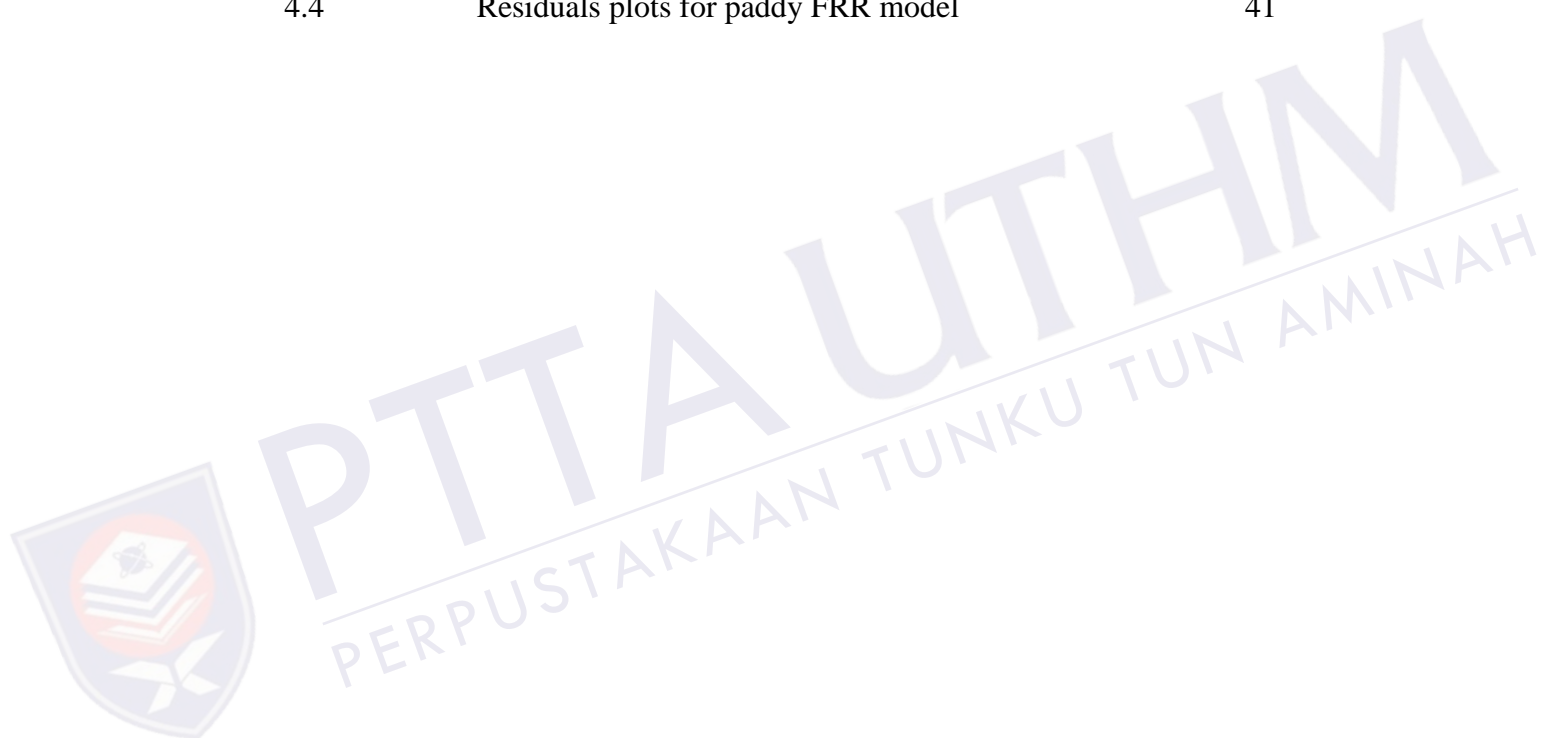 4.4 Residuals plots for paddy FRR model 41
PTTA UTHM
PERPUSTAKAAN TUNKU TUN AMINAH